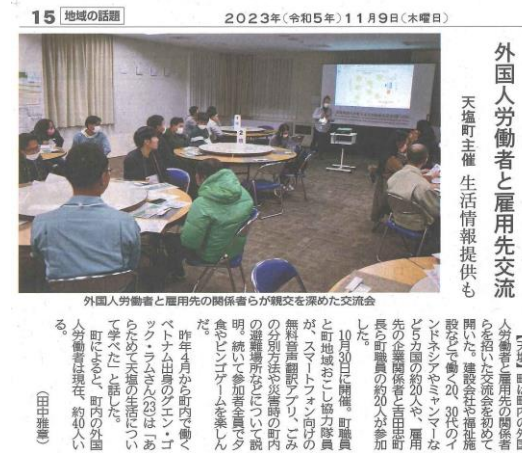 15 地域の話題
2023年(令和5年)11月9日(木曜日)
外国人労働者と雇用先交流
天塩町主催 生活情報提供も
外国人労働者と雇用先の関係者らが親交を深めた交流会
人労働者と雇用先の関係者
らを招いた交流会を初めて
開いた。建設会社や福祉施
設などで働く20、30代のイ
ンドネシアやミャンマーな
ど5カ国の約20人や、雇用
先の企業関係者と吉田忠町
長ら町職員の約20人が参加
した。
10月30日に開催。町職員
と町地域おこし協力隊員
が、スマートフォン向けの
無料音声翻訳アプリ、ごみ
の分別方法や災害時の町内
の避難場所などについて説
明。続いて参加者全員で夕
食やビンゴゲームを楽しん
だ。
昨年4月から町内で働く
ベトナム出身のグエン・ゴ
ック・ラムさん(23)は「あ
らためて天塩の生活につい
て学べた」と話した。
町によると、町内の外国
人労働者は現在、約40人い
る。
(田中雅章)